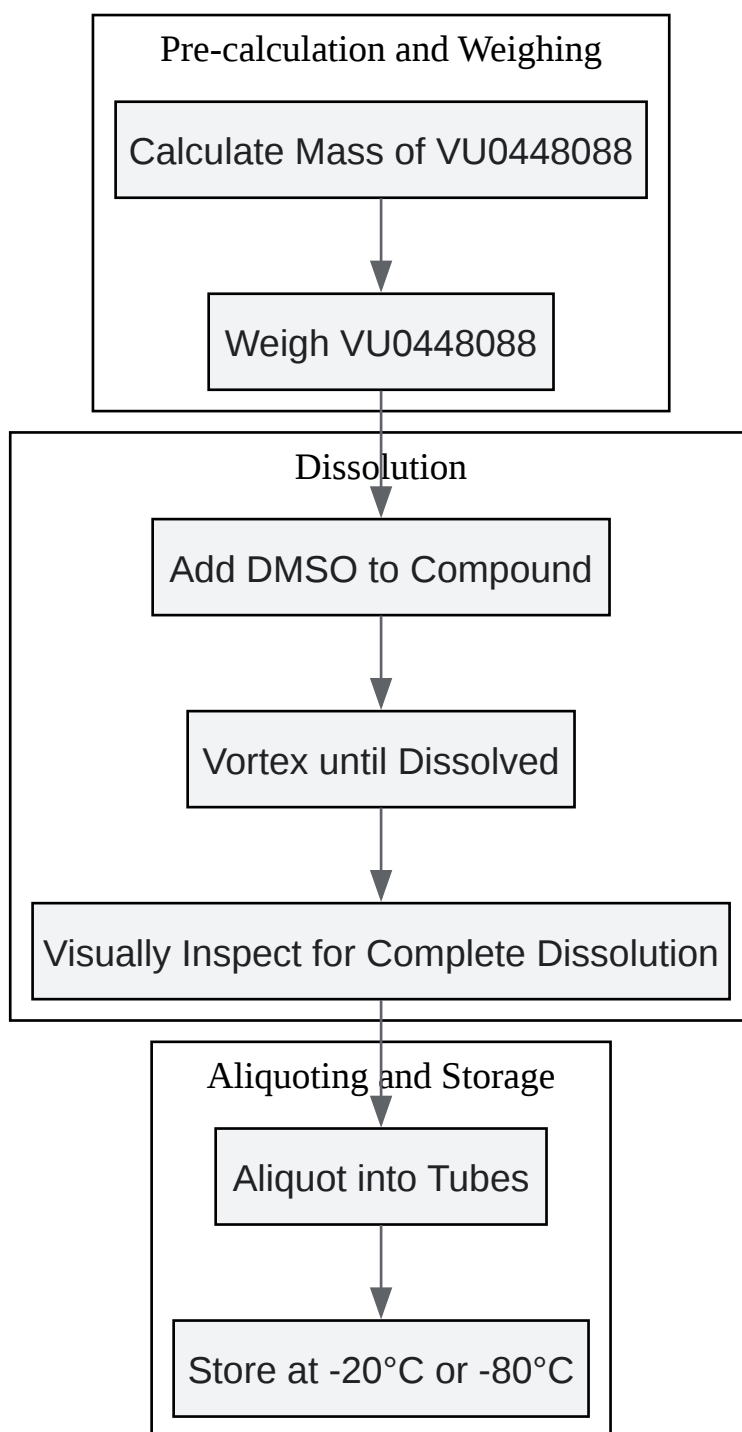 Pre-calculation and Weighing
Calculate Mass of VU0448088
Weigh VU0448088
Dissolution
Add DMSO to Compound
Vortex until Dissolved
Visually Inspect for Complete Dissolution
Aliquoting and Storage
Aliquot into Tubes
Store at -20°C or -80°C